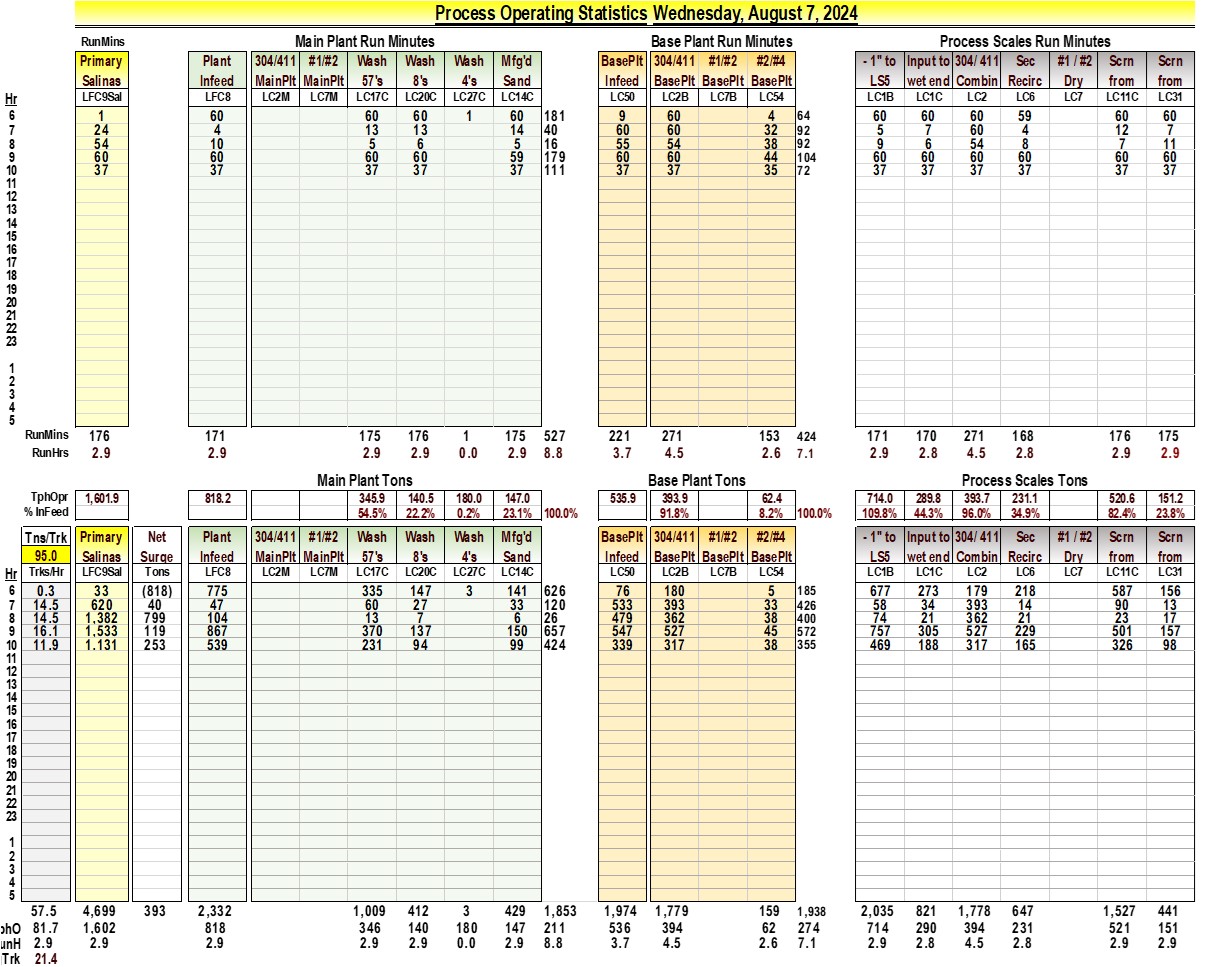 Process Operating Statistics Wednesday, August 7, 2024
RunMins Main Plant Run Minutes Base Plant Run Minutes Process Scales Run Minutes
Primary Plant 304/411 #1/#2 Wash Wash Wash Mfg'd BasePlt 304/411 #1/#2 #2/#4 - 1" to Input to 304/ 411 Sec #1 / #2 Scrn Scrn
Salinas Infeed MainPlt MainPlt 57's 8's 4's Sand Infeed BasePlt BasePlt BasePlt LS5 wet end Combin Recirc Dry from from
Hr LFC9Sal LFC8 LC2M LC7M LC17C LC20C LC27C LC14C LC50 LC2B LC7B LC54 LC1B LC1C LC2 LC6 LC7 LC11C LC31
6 1 60 60 60 1 60 181 9 60 4 64 60 60 60 59 60 60
7 24 4 13 13 14 40 60 60 32 92 5 7 60 4 12 7
8 54 10 5 6 5 16 55 54 38 92 9 6 54 8 7 11
9 60 60 60 60 59 179 60 60 44 104 60 60 60 60 60 60
10 37 37 37 37 37 111 37 37 35 72 37 37 37 37 37 37
11
12
13
14
15
16
17
18
19
20
21
22
23
1
2
3
4
5
RunMins 176 171 175 176 1 175 527 221 271 153 424 171 170 271 168 176 175
RunHrs 2.9 2.9 2.9 2.9 0.0 2.9 8.8 3.7 4.5 2.6 7.1 2.9 2.8 4.5 2.8 2.9 2.9
Main Plant Tons Base Plant Tons Process Scales Tons
TphOpr 1,601.9 818.2 345.9 140.5 180.0 147.0 535.9 393.9 62.4 714.0 289.8 393.7 231.1 520.6 151.2
% InFeed 54.5% 22.2% 0.2% 23.1% 100.0% 91.8% 8.2% 100.0% 109.8% 44.3% 96.0% 34.9% 82.4% 23.8%
Tns/Trk Primary Net Plant 304/411 #1/#2 Wash Wash Wash Mfg'd BasePlt 304/411 #1/#2 #2/#4 - 1" to Input to 304/ 411 Sec #1 / #2 Scrn Scrn
95.0 Salinas Surge Infeed MainPlt MainPlt 57's 8's 4's Sand Infeed BasePlt BasePlt BasePlt LS5 wet end Combin Recirc Dry from from
Hr Trks/Hr LFC9Sal Tons LFC8 LC2M LC7M LC17C LC20C LC27C LC14C LC50 LC2B LC7B LC54 LC1B LC1C LC2 LC6 LC7 LC11C LC31
6 0.3 33 (818) 775 335 147 3 141 626 76 180 5 185 677 273 179 218 587 156
7 14.5 620 40 47 60 27 33 120 533 393 33 426 58 34 393 14 90 13
8 14.5 1,382 799 104 13 7 6 26 479 362 38 400 74 21 362 21 23 17
9 16.1 1,533 119 867 370 137 150 657 547 527 45 572 757 305 527 229 501 157
10 11.9 1,131 253 539 231 94 99 424 339 317 38 355 469 188 317 165 326 98
11
12
13
14
15
16
17
18
19
20
21
22
23
1
2
3
4
5
57.5 4,699 393 2,332 1,009 412 3 429 1,853 1,974 1,779 159 1,938 2,035 821 1,778 647 1,527 441
phO 81.7 1,602 818 346 140 180 147 211 536 394 62 274 714 290 394 231 521 151
unH 2.9 2.9 2.9 2.9 2.9 0.0 2.9 8.8 3.7 4.5 2.6 7.1 2.9 2.8 4.5 2.8 2.9 2.9
Trk 21.4